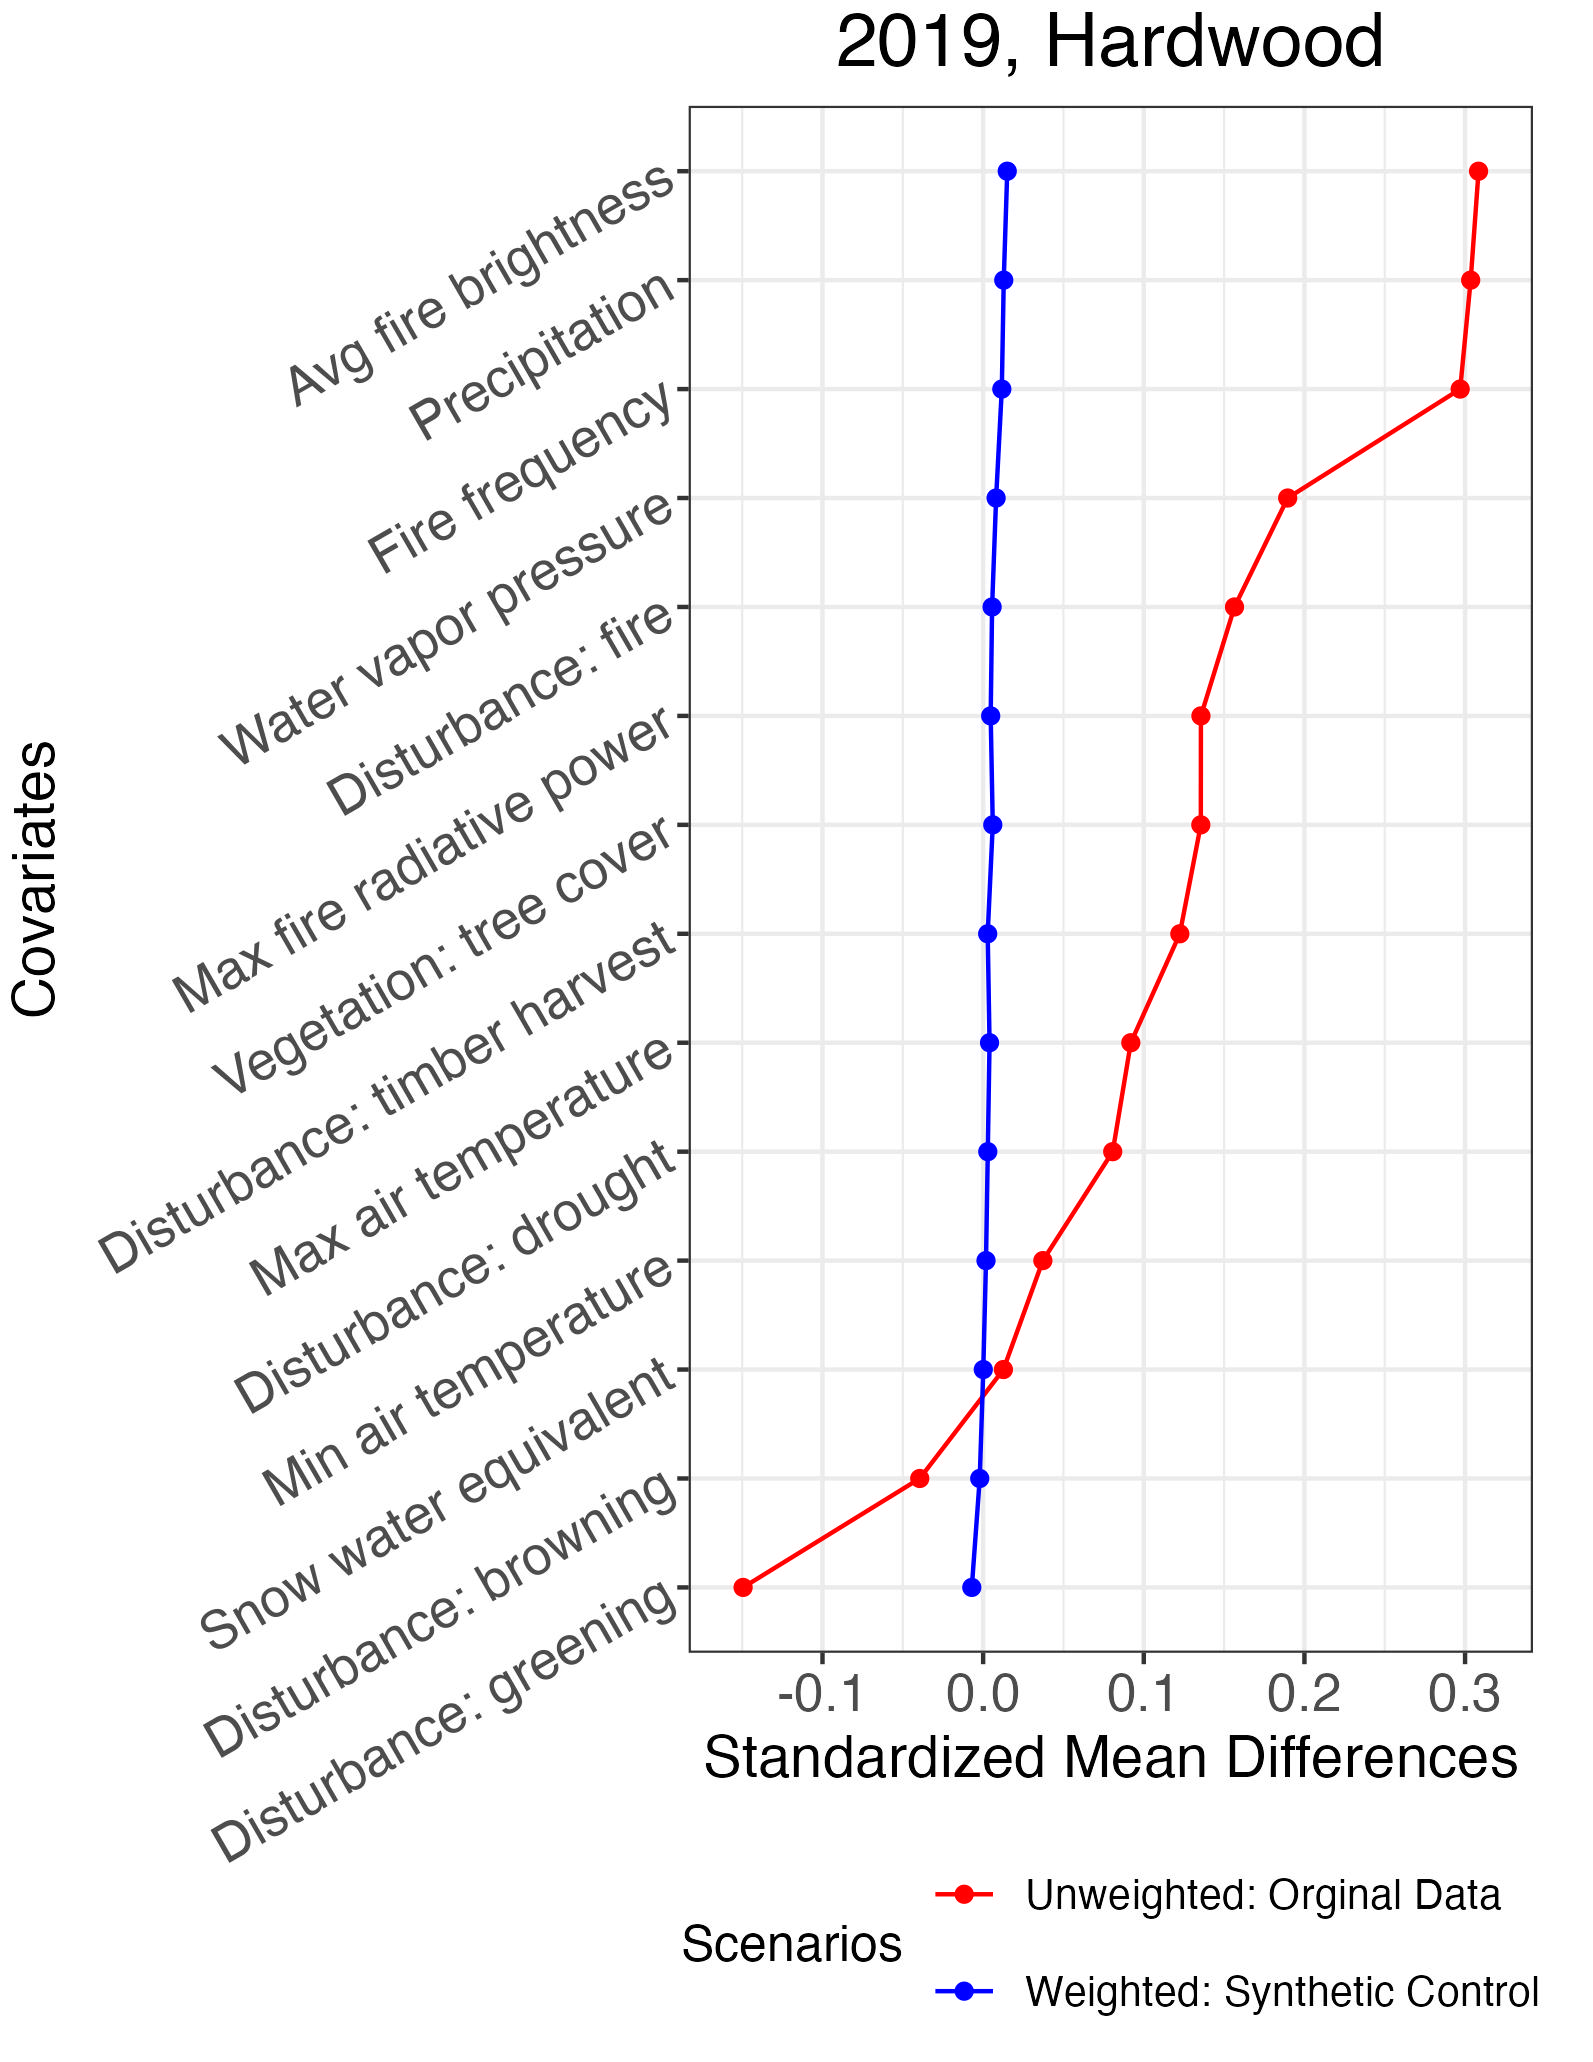 2019, Hardwood
Covariates
Avg fire brightness
Precipitation
Fire frequency
Water vapor pressure
Disturbance: fire
Max fire radiative power
Vegetation: tree cover
Disturbance: timber harvest
Max air temperature
Disturbance: drought
Min air temperature
Snow water equivalent
Disturbance: browning
Disturbance: greening
-0.1 0.0 0.1 0.2 0.3
Standardized Mean Differences
Scenarios
Unweighted: Orginal Data
Weighted: Synthetic Control